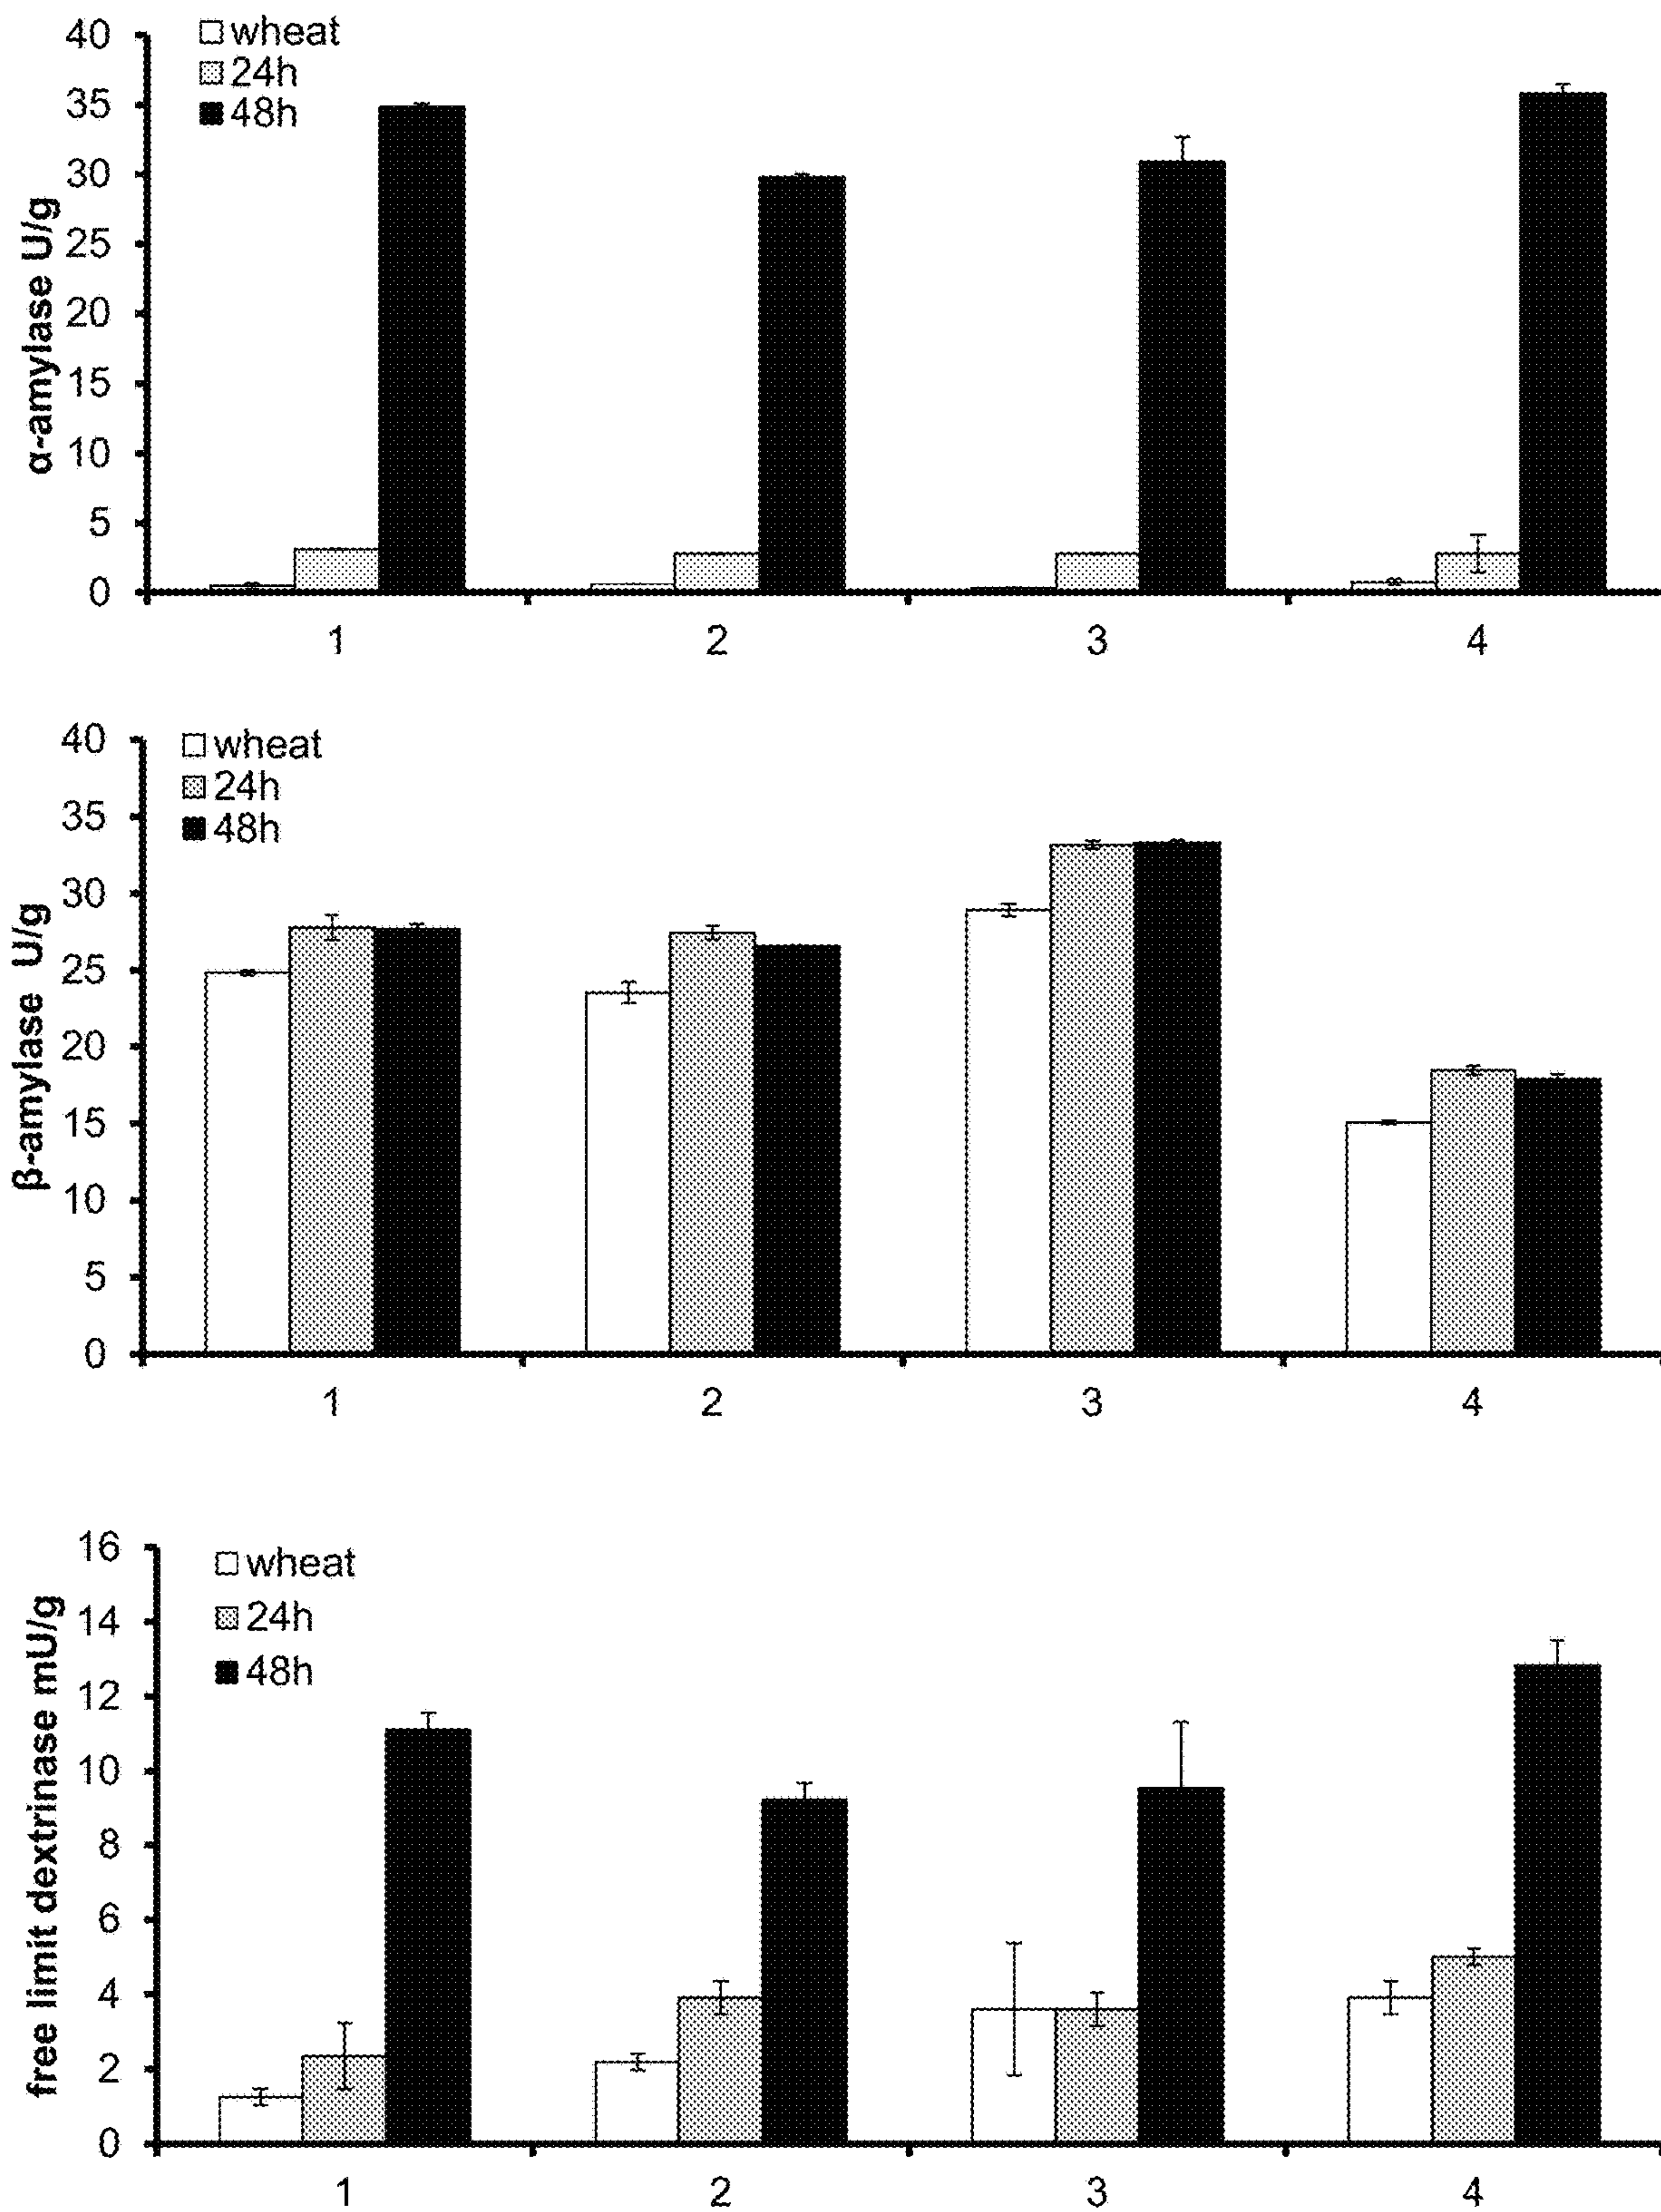 α-amylase U/g
40
35
30
25
20
15
10
5
0
wheat
24h
48h
1 2 3 4
β-amylase U/g
40
35
30
25
20
15
10
5
0
wheat
24h
48h
1 2 3 4
free limit dextrinase mU/g
16
14
12
10
8
6
4
2
0
wheat
24h
48h
1 2 3 4